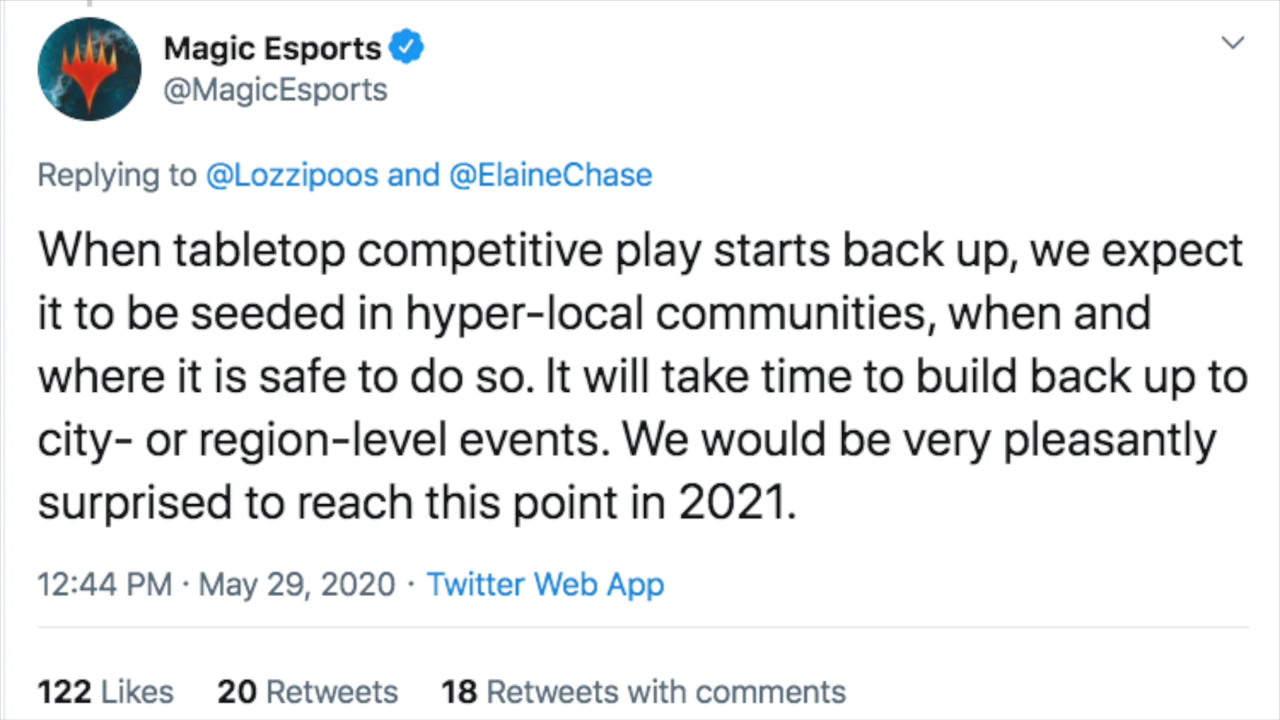 Magic Esports
@MagicEsports
Replying to @Lozzipoos and @ElaineChase
When tabletop competitive play starts back up, we expect
it to be seeded in hyper-local communities, when and
where it is safe to do so. It will take time to build back up to
city- or region-level events. We would be very pleasantly
surprised to reach this point in 2021.
12:44 PM · May 29, 2020 · Twitter Web App
122 Likes 20 Retweets 18 Retweets with comments